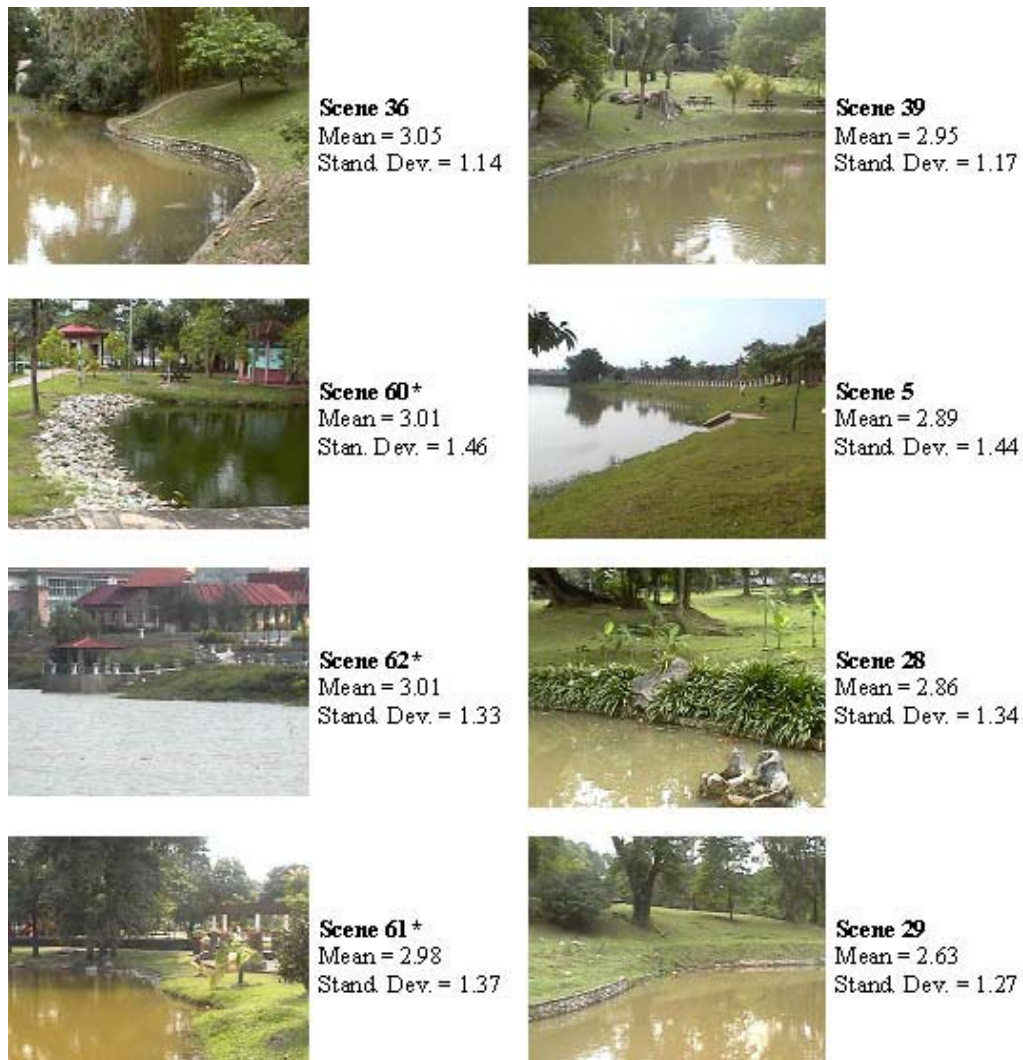 Scene 36
Mean = 3.05
Stand. Dev. = 1.14
Scene 39
Mean = 2.95
Stand. Dev. = 1.17
Scene 60*
Mean = 3.01
Stan. Dev. = 1.46
Scene 5
Mean = 2.89
Stand. Dev. = 1.44
Scene 62*
Mean = 3.01
Stand. Dev. = 1.33
Scene 28
Mean = 2.86
Stand. Dev. = 1.34
Scene 61*
Mean = 2.98
Stand. Dev. = 1.37
Scene 29
Mean = 2.63
Stand. Dev. = 1.27